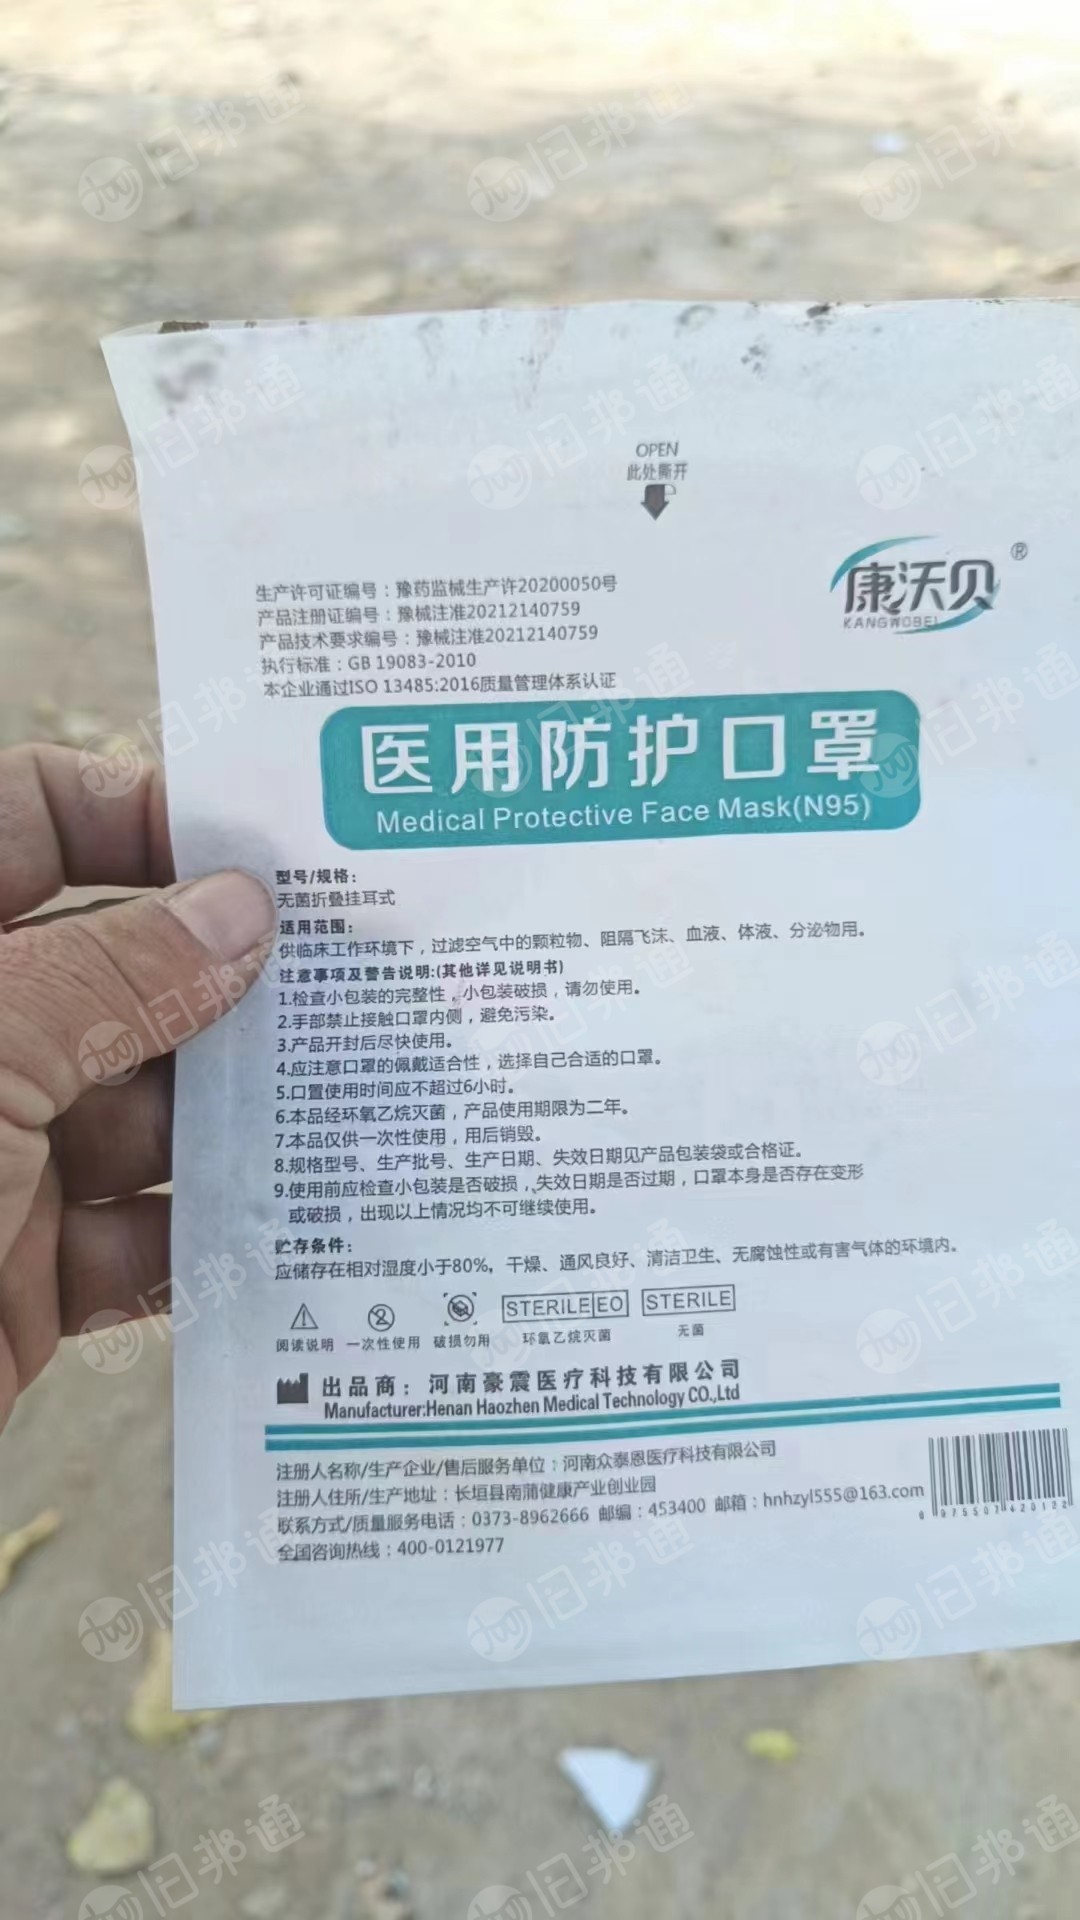 OPEN
此处撕开
康沃贝®
KANGWOBEI
生产许可证编号：豫药监械生产许20200050号
产品注册证编号：豫械注准20212140759
产品技术要求编号：豫械注准20212140759
执行标准：GB 19083-2010
本企业通过ISO 13485:2016质量管理体系认证
医用防护口罩
Medical Protective Face Mask(N95)
型号/规格：
无菌折叠挂耳式
适用范围：
供临床工作环境下，过滤空气中的颗粒物、阻隔飞沫、血液、体液、分泌物用。
注意事项及警告说明:(其他详见说明书)
1.检查小包装的完整性，小包装破损，请勿使用。
2.手部禁止接触口罩内侧，避免污染。
3.产品开封后尽快使用。
4.应注意口罩的佩戴适合性，选择自己合适的口罩。
5.口置使用时间应不超过6小时。
6.本品经环氧乙烷灭菌，产品使用期限为二年。
7.本品仅供一次性使用，用后销毁。
8.规格型号、生产批号、生产日期、失效日期见产品包装袋或合格证。
9.使用前应检查小包装是否破损，失效日期是否过期，口罩本身是否存在变形
或破损，出现以上情况均不可继续使用。
贮存条件：
应储存在相对湿度小于80%，干燥、通风良好、清洁卫生、无腐蚀性或有害气体的环境内。
STERILE EO STERILE
阅读说明 一次性使用 破损勿用 环氧乙烷灭菌 无菌
出品商：河南豪震医疗科技有限公司
Manufacturer:Henan Haozhen Medical Technology CO.,Ltd
注册人名称/生产企业/售后服务单位：河南众泰恩医疗科技有限公司
注册人住所/生产地址：长垣县南蒲健康产业创业园
联系方式/质量服务电话：0373-8962666 邮编：453400 邮箱：hnhzyl555@163.com
全国咨询热线：400-0121977
6 975507 420122
旧邦通